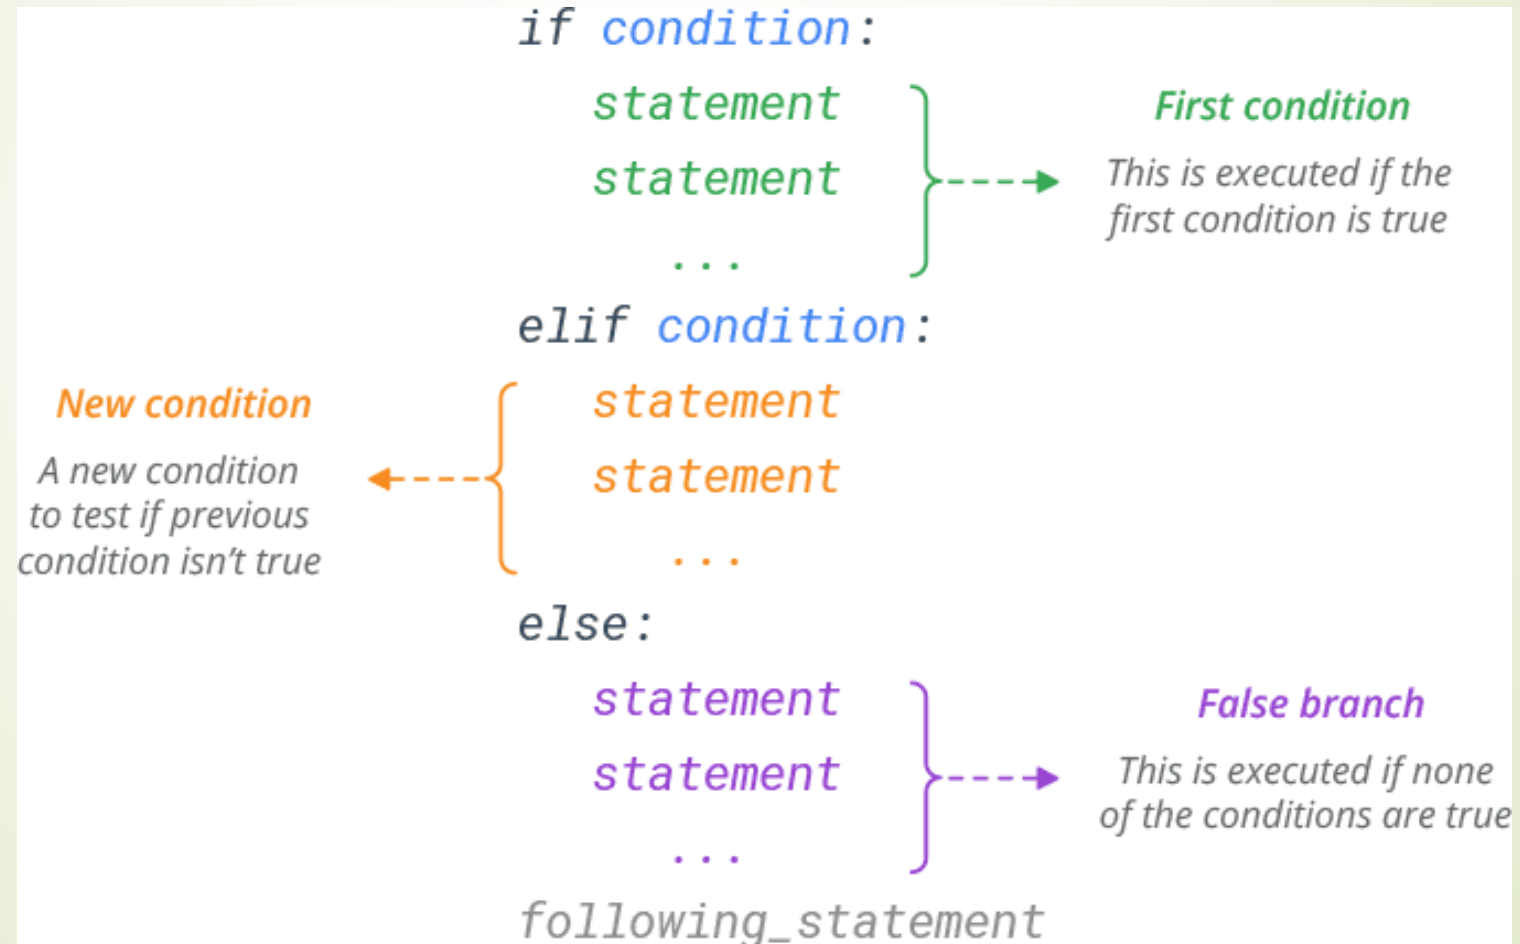 if condition:
statement
statement
...
First condition
This is executed if the
first condition is true
elif condition:
New condition
A new condition
to test if previous
condition isn't true
statement
statement
...
else:
statement
statement
...
False branch
This is executed if none
of the conditions are true
following_statement